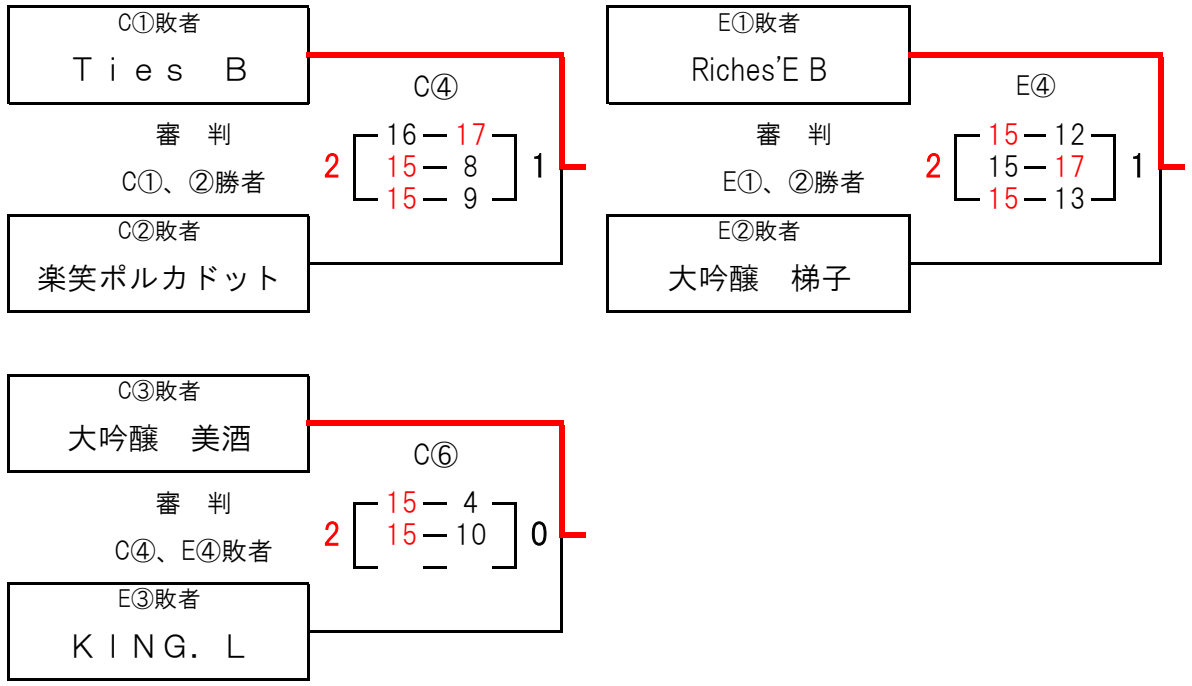 C①敗者
Ｔｉｅｓ　Ｂ
C④
審　判
C①、②勝者
2
16 ― 17
15 ― 8
15 ― 9
1
C②敗者
楽笑ポルカドット
E①敗者
Riches'E B
E④
審　判
E①、②勝者
2
15 ― 12
15 ― 17
15 ― 13
1
E②敗者
大吟醸　梯子
C③敗者
大吟醸　美酒
C⑥
審　判
C④、E④敗者
2
15 ― 4
15 ― 10
―
0
E③敗者
ＫＩＮＧ．Ｌ